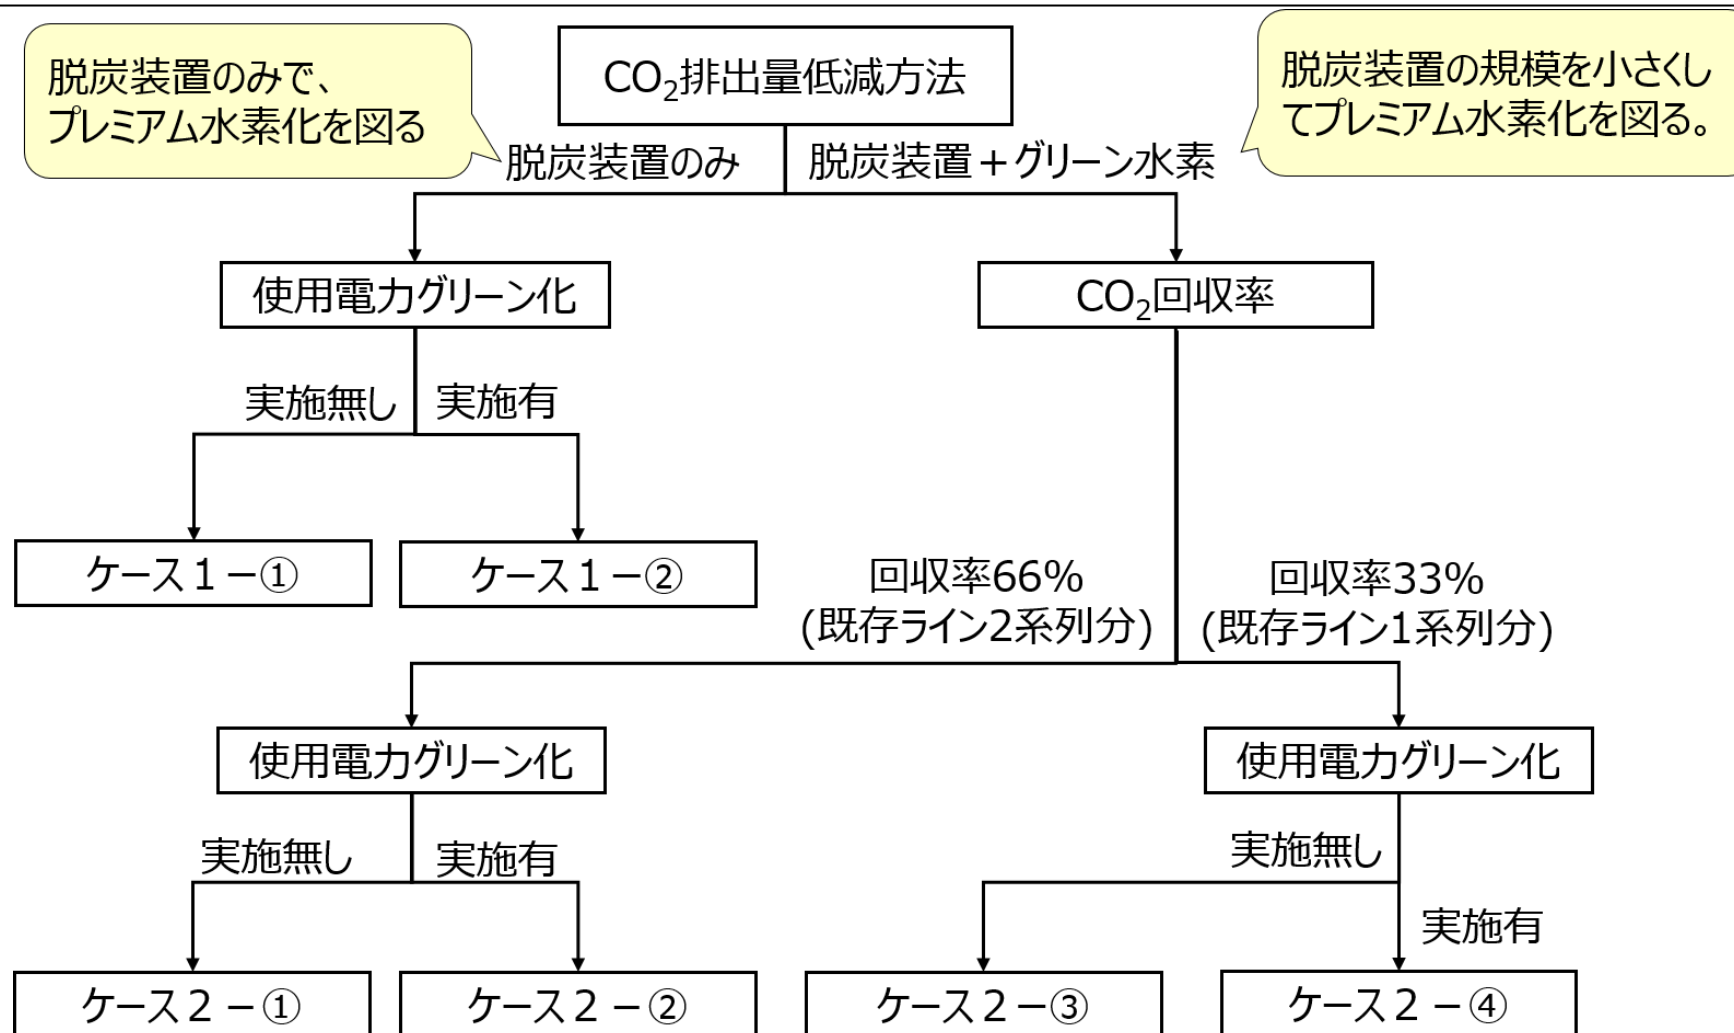 脱炭装置のみで、
プレミアム水素化を図る
CO₂排出量低減方法
脱炭装置の規模を小さくし
てプレミアム水素化を図る。
脱炭装置のみ
脱炭装置＋グリーン水素
使用電力グリーン化
CO₂回収率
実施無し
実施有
ケース１－①
ケース１－②
回収率66%
(既存ライン2系列分)
回収率33%
(既存ライン1系列分)
使用電力グリーン化
使用電力グリーン化
実施無し
実施有
実施無し
実施有
ケース２－①
ケース２－②
ケース２－③
ケース２－④